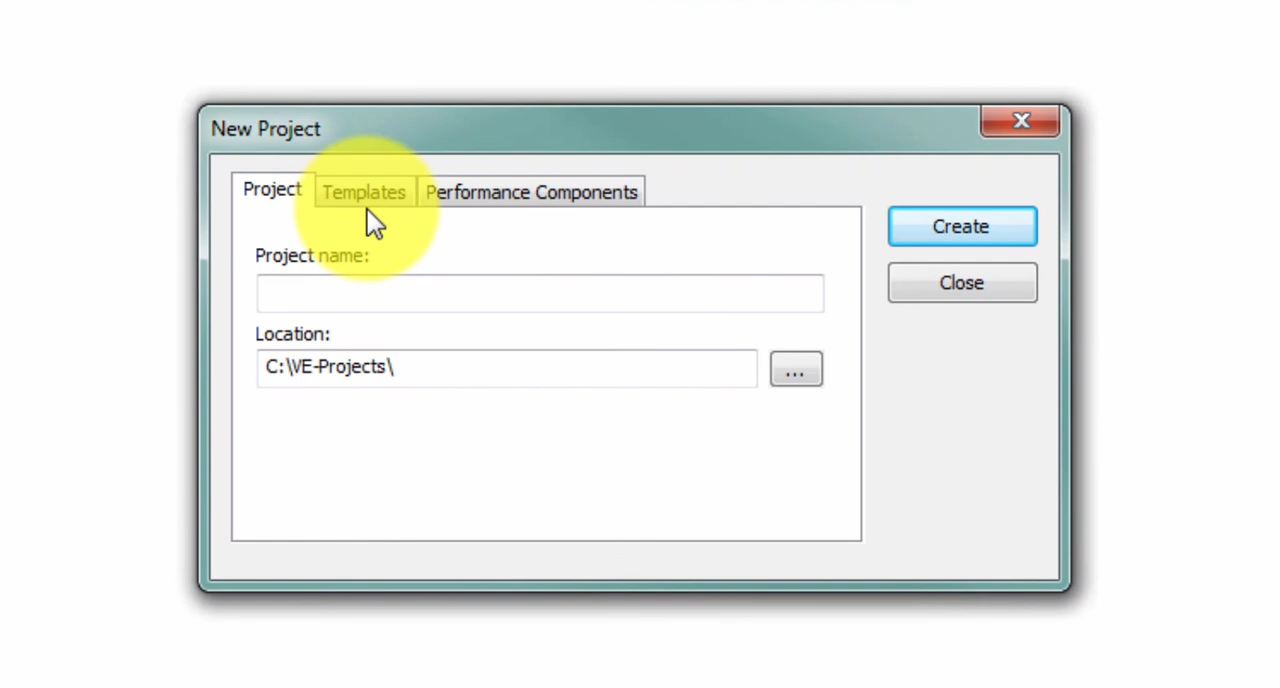 New Project
Project Templates Performance Components
Project name:
Location:
C:\VE-Projects\
...
Create
Close